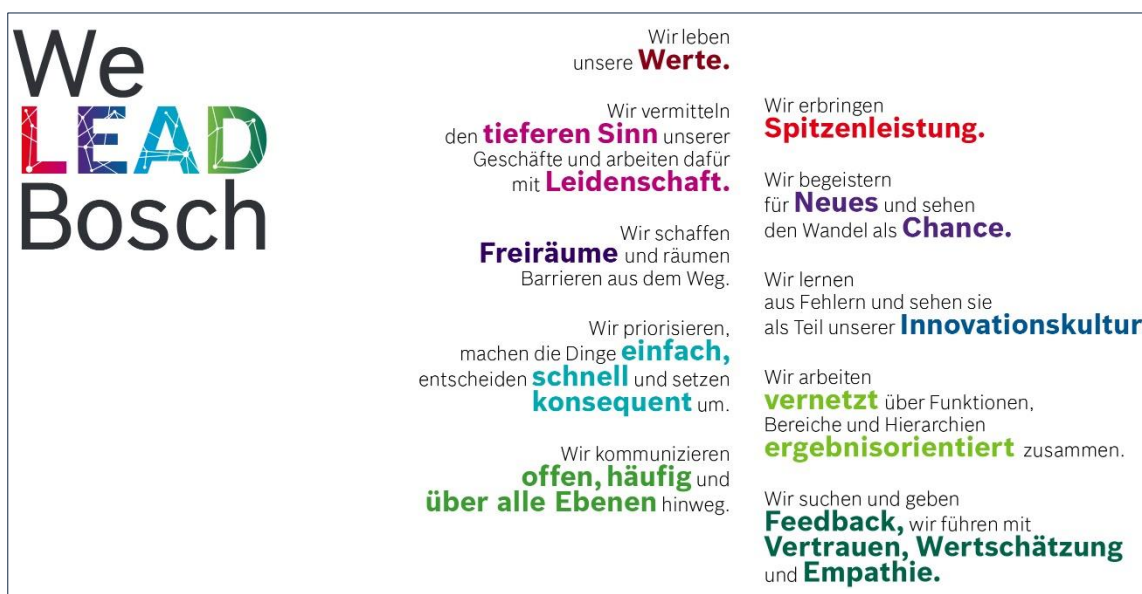 We
LEAD
Bosch
Wir leben
unsere Werte.
Wir vermitteln
den tieferen Sinn unserer
Geschäfte und arbeiten dafür
mit Leidenschaft.
Wir schaffen
Freiräume und räumen
Barrieren aus dem Weg.
Wir priorisieren,
machen die Dinge einfach,
entscheiden schnell und setzen
konsequent um.
Wir kommunizieren
offen, häufig und
über alle Ebenen hinweg.
Wir erbringen
Spitzenleistung.
Wir begeistern
für Neues und sehen
den Wandel als Chance.
Wir lernen
aus Fehlern und sehen sie
als Teil unserer Innovationskultur
Wir arbeiten
vernetzt über Funktionen,
Bereiche und Hierarchien
ergebnisorientiert zusammen.
Wir suchen und geben
Feedback, wir führen mit
Vertrauen, Wertschätzung
und Empathie.